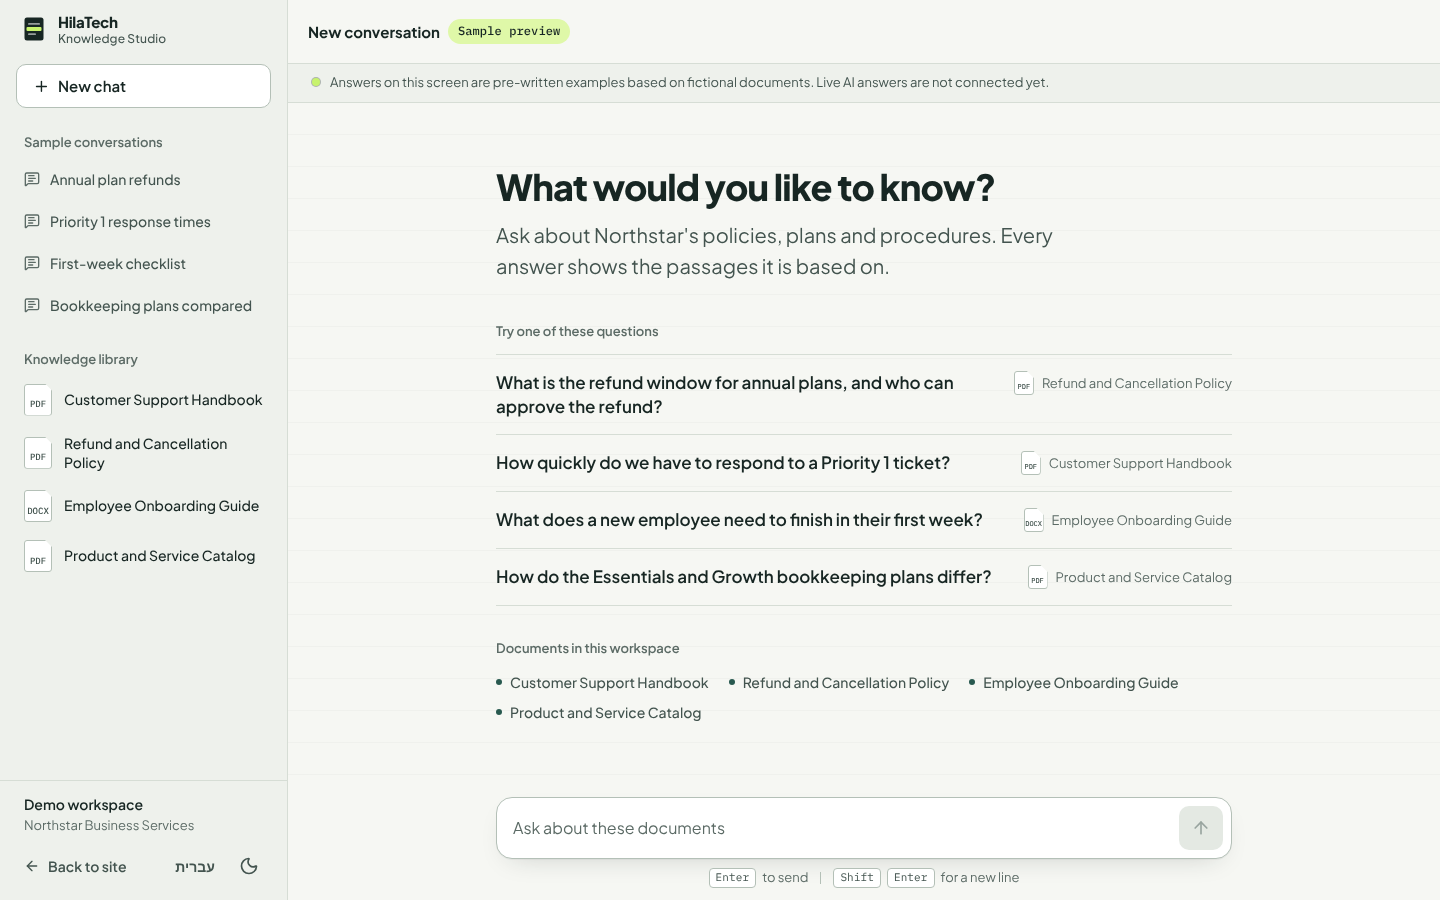 HilaTech
Knowledge Studio
New chat
Sample conversations
Annual plan refunds
Priority 1 response times
First-week checklist
Bookkeeping plans compared
Knowledge library
PDF Customer Support Handbook
PDF Refund and Cancellation
Policy
DOCX Employee Onboarding Guide
PDF Product and Service Catalog
Demo workspace
Northstar Business Services
Back to site עברית
New conversation Sample preview
Answers on this screen are pre-written examples based on fictional documents. Live AI answers are not connected yet.
What would you like to know?
Ask about Northstar's policies, plans and procedures. Every
answer shows the passages it is based on.
Try one of these questions
What is the refund window for annual plans, and who can
approve the refund?
PDF Refund and Cancellation Policy
How quickly do we have to respond to a Priority 1 ticket? PDF Customer Support Handbook
What does a new employee need to finish in their first week? DOCX Employee Onboarding Guide
How do the Essentials and Growth bookkeeping plans differ? PDF Product and Service Catalog
Documents in this workspace
Customer Support Handbook Refund and Cancellation Policy Employee Onboarding Guide
Product and Service Catalog
Ask about these documents
Enter to send Shift Enter for a new line